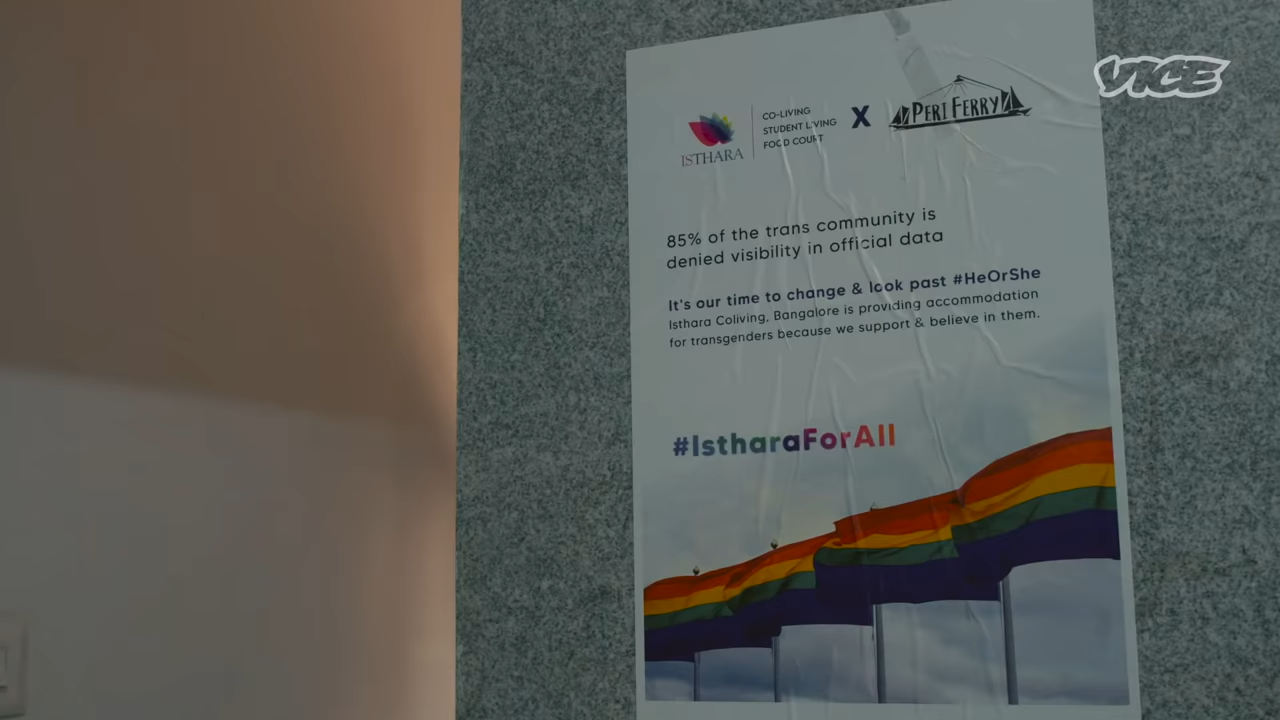 VICE
ISTHARA
CO-LIVING
STUDENT LIVING
FOOD COURT
X
PERI FERRY
85% of the trans community is
denied visibility in official data
It's our time to change & look past #HeOrShe
Isthara Coliving, Bangalore is providing accommodation
for transgenders because we support & believe in them.
#IstharaForAll